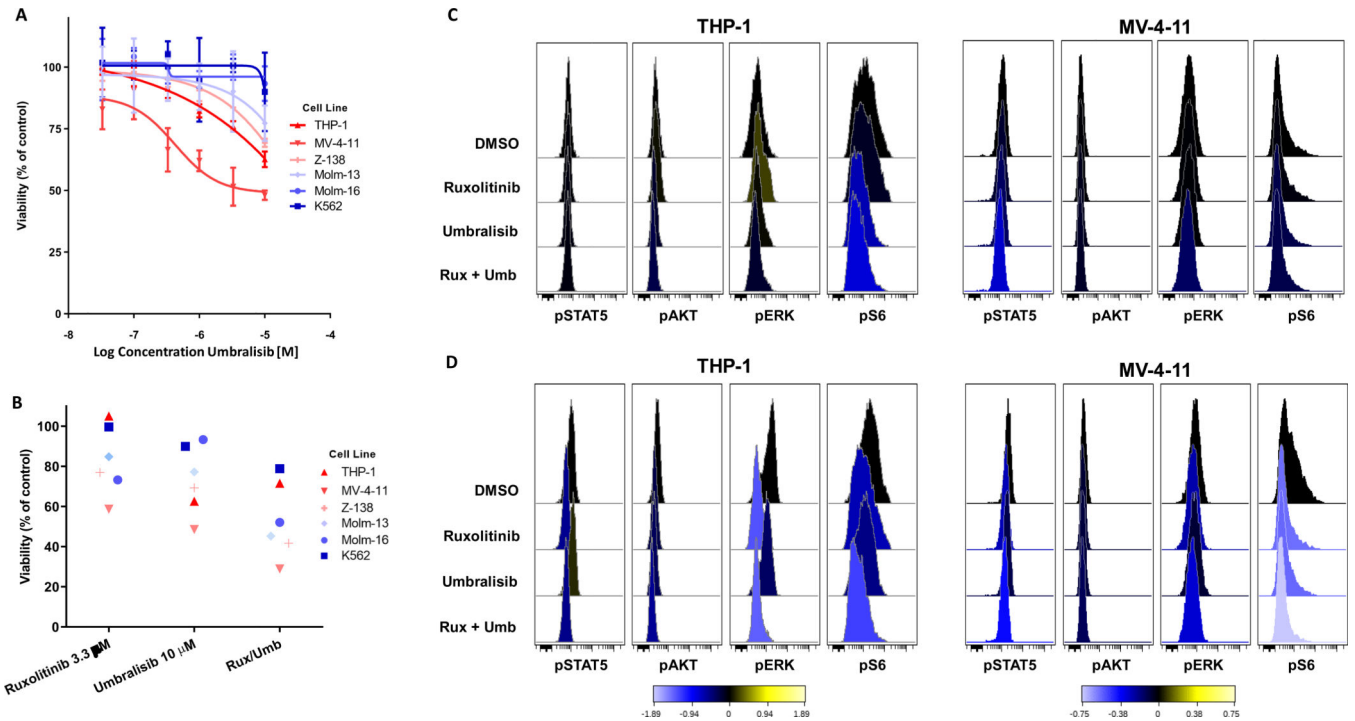 A
Viability (% of control)
100
75
50
25
0
-8
-7
-6
-5
-4
Log Concentration Umbralisib [M]
Cell Line
THP-1
MV-4-11
Z-138
Molm-13
Molm-16
K562
B
Viability (% of control)
100
80
60
40
20
0
Ruxolitinib 3.3 M
Umbralisib 10 μM
Rux/Umb
Cell Line
THP-1
MV-4-11
Z-138
Molm-13
Molm-16
K562
C
THP-1
MV-4-11
DMSO
Ruxolitinib
Umbralisib
Rux + Umb
pSTAT5
pAKT
pERK
pS6
pSTAT5
pAKT
pERK
pS6
D
THP-1
MV-4-11
DMSO
Ruxolitinib
Umbralisib
Rux + Umb
pSTAT5
pAKT
pERK
pS6
pSTAT5
pAKT
pERK
pS6
-1.89 -0.94 0 0.94 1.89
-0.75 -0.38 0 0.38 0.75